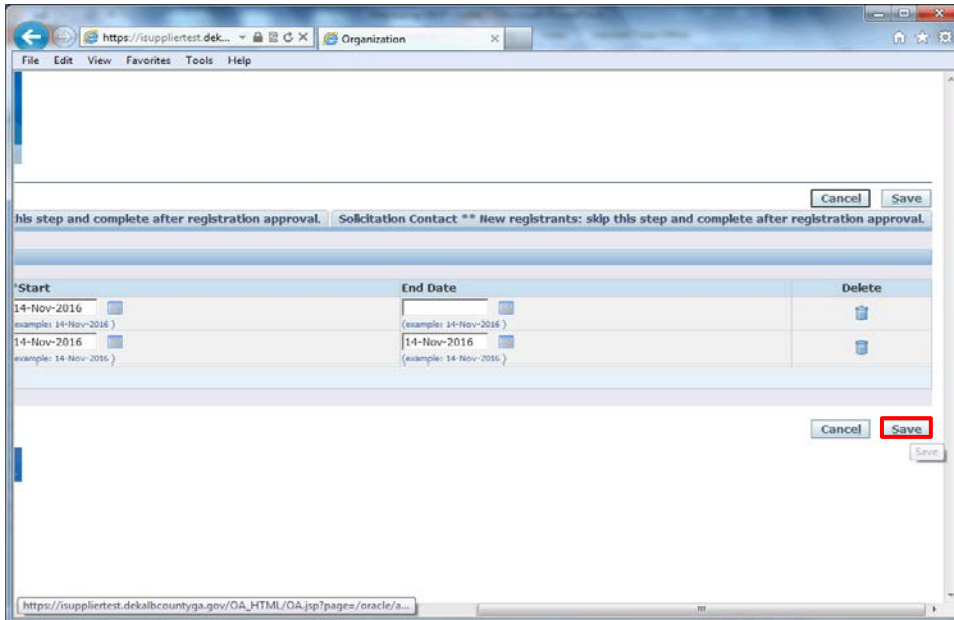 https://isuppliertest.dek...
Organization
File Edit View Favorites Tools Help
Cancel Save
his step and complete after registration approval. Solicitation Contact ** New registrants: skip this step and complete after registration approval.
*Start End Date Delete
14-Nov-2016
example: 14-Nov-2016 ) (example: 14-Nov-2016 )
14-Nov-2016 14-Nov-2016
example: 14-Nov-2016 ) (example: 14-Nov-2016 )
Cancel Save
Save
https://isuppliertest.dekalbcountyga.gov/OA_HTML/OA.jsp?page=/oracle/a...